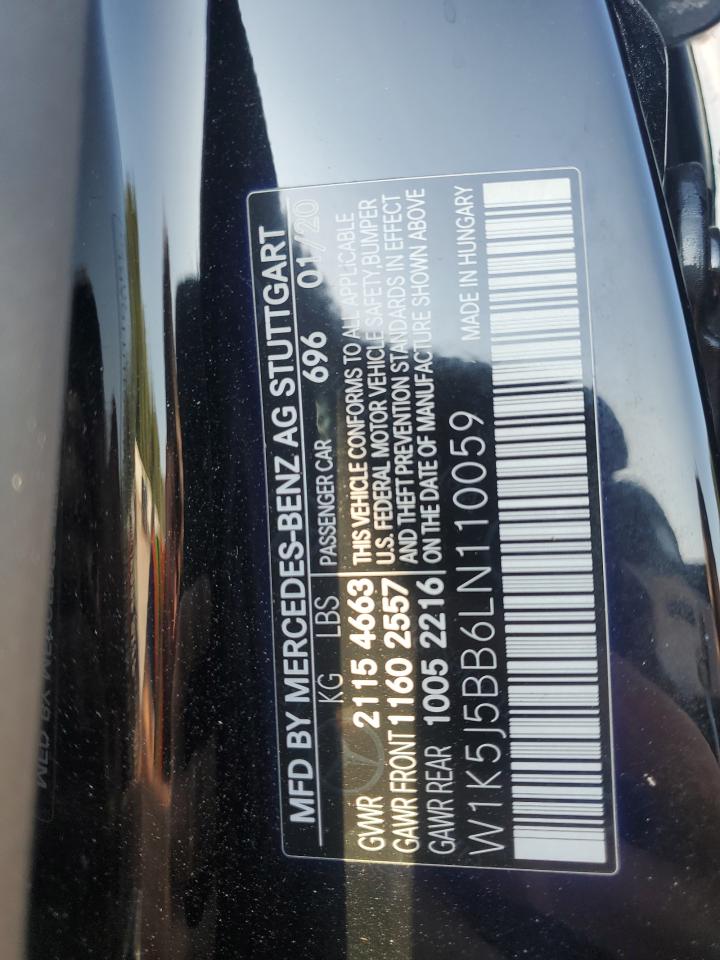 MFD BY MERCEDES-BENZ AG STUTTGART
KG LBS PASSENGER CAR 696 01/20
GVWR 2115 4663 THIS VEHICLE CONFORMS TO ALL APPLICABLE
GAWR FRONT 1160 2557 U.S. FEDERAL MOTOR VEHICLE SAFETY,BUMPER
AND THEFT PREVENTION STANDARDS IN EFFECT
GAWR REAR 1005 2216 ON THE DATE OF MANUFACTURE SHOWN ABOVE
W1K5J5BB6LN110059 MADE IN HUNGARY